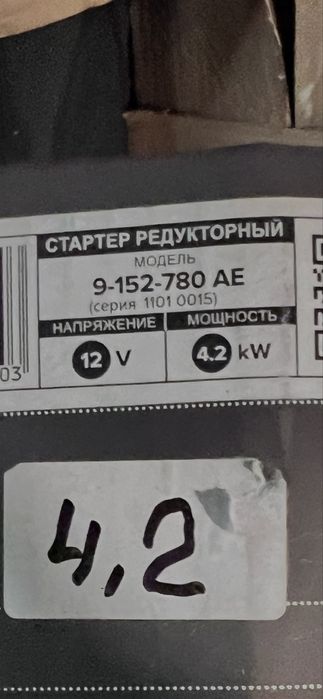 СТАРТЕР РЕДУКТОРНЫЙ
МОДЕЛЬ
9-152-780 AE
(серия 1101 0015)
НАПРЯЖЕНИЕ МОЩНОСТЬ
12 V 4.2 kW
03
4,2